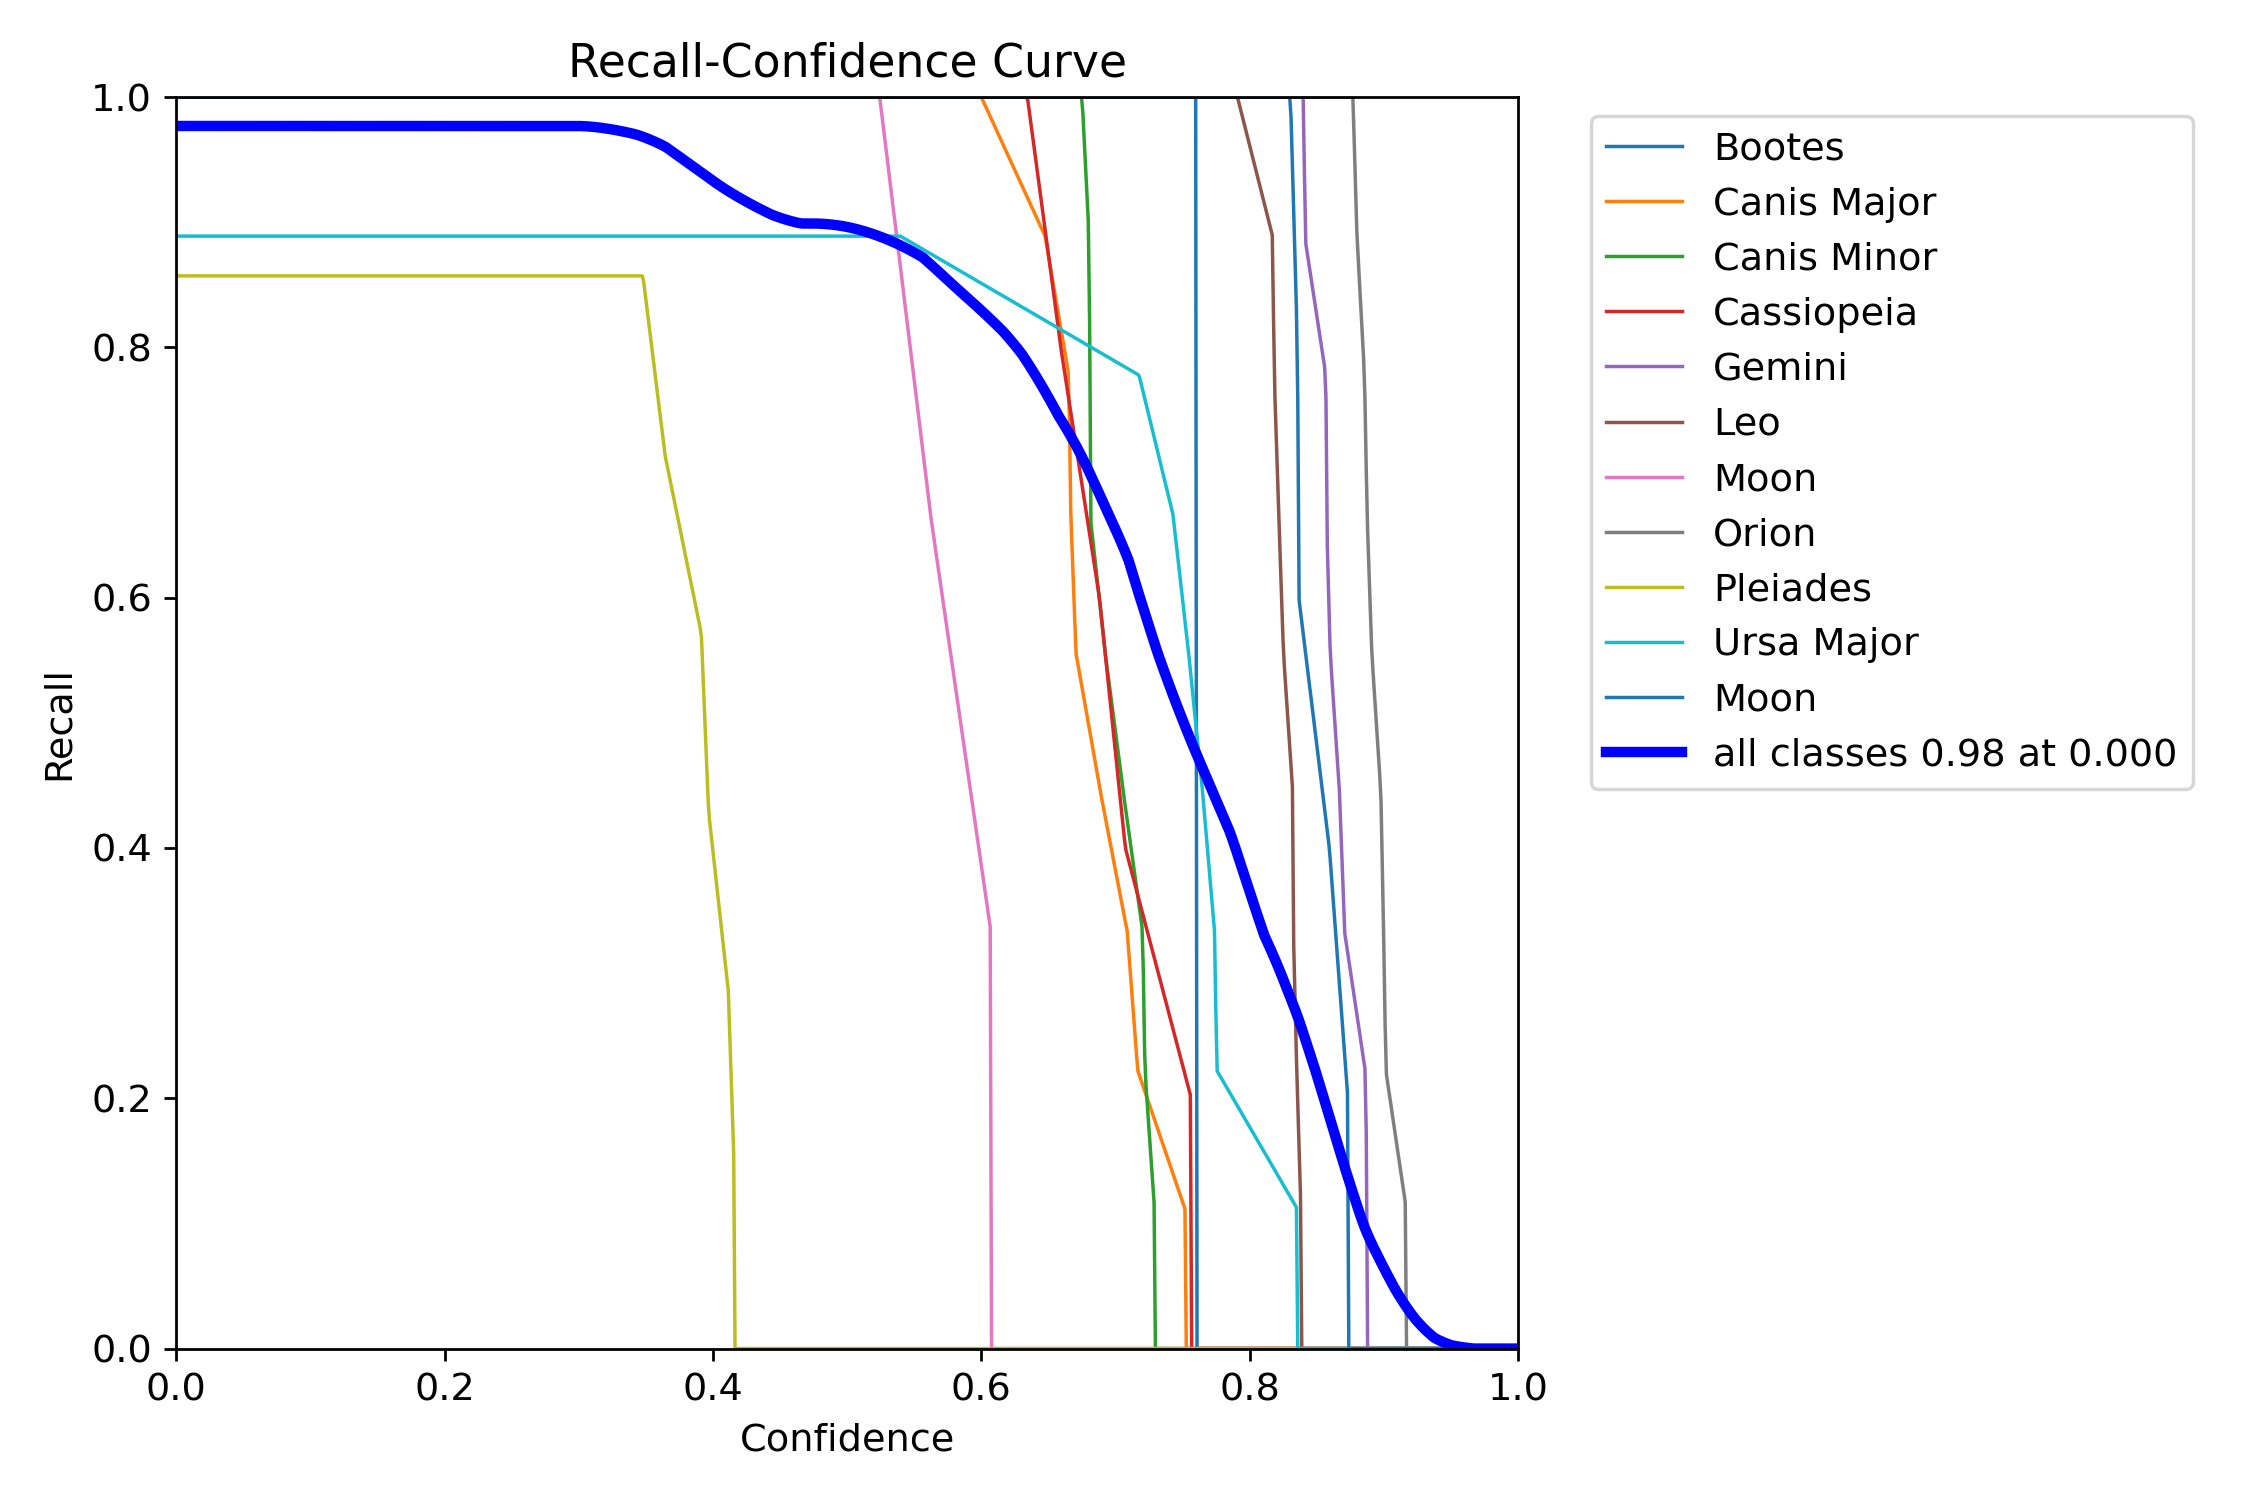 Recall-Confidence Curve
1.0
0.8
0.6
0.4
0.2
0.0
Recall
0.0 0.2 0.4 0.6 0.8 1.0
Confidence
Bootes
Canis Major
Canis Minor
Cassiopeia
Gemini
Leo
Moon
Orion
Pleiades
Ursa Major
Moon
all classes 0.98 at 0.000